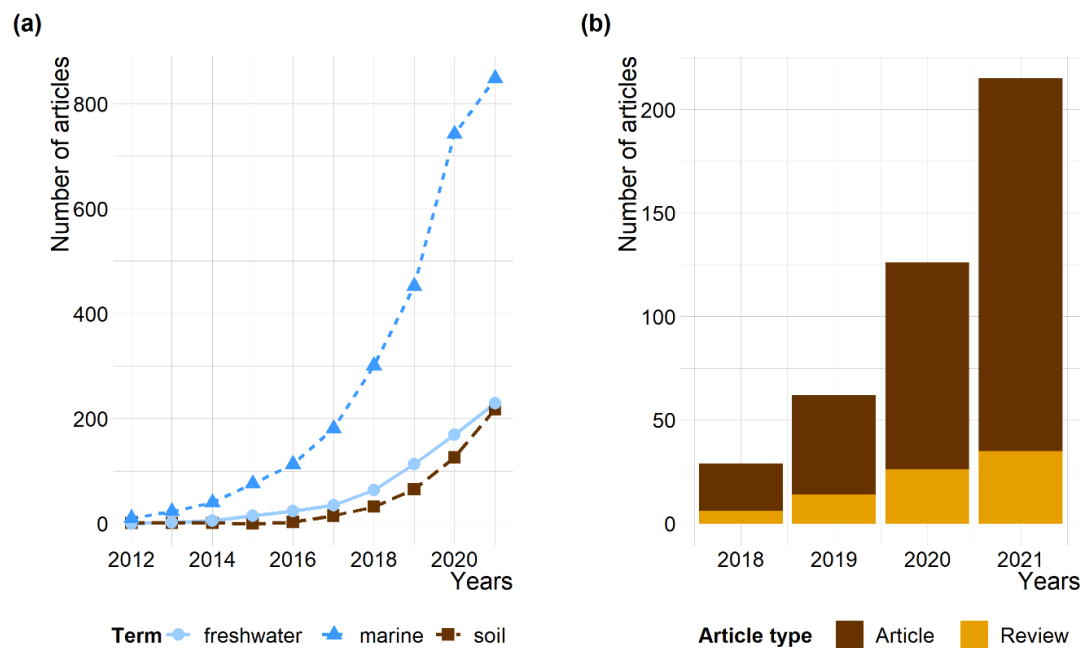 (a)
Number of articles
800
600
400
200
0
2012 2014 2016 2018 2020
Years
Term freshwater marine soil
(b)
Number of articles
200
150
100
50
0
2018 2019 2020 2021
Years
Article type Article Review